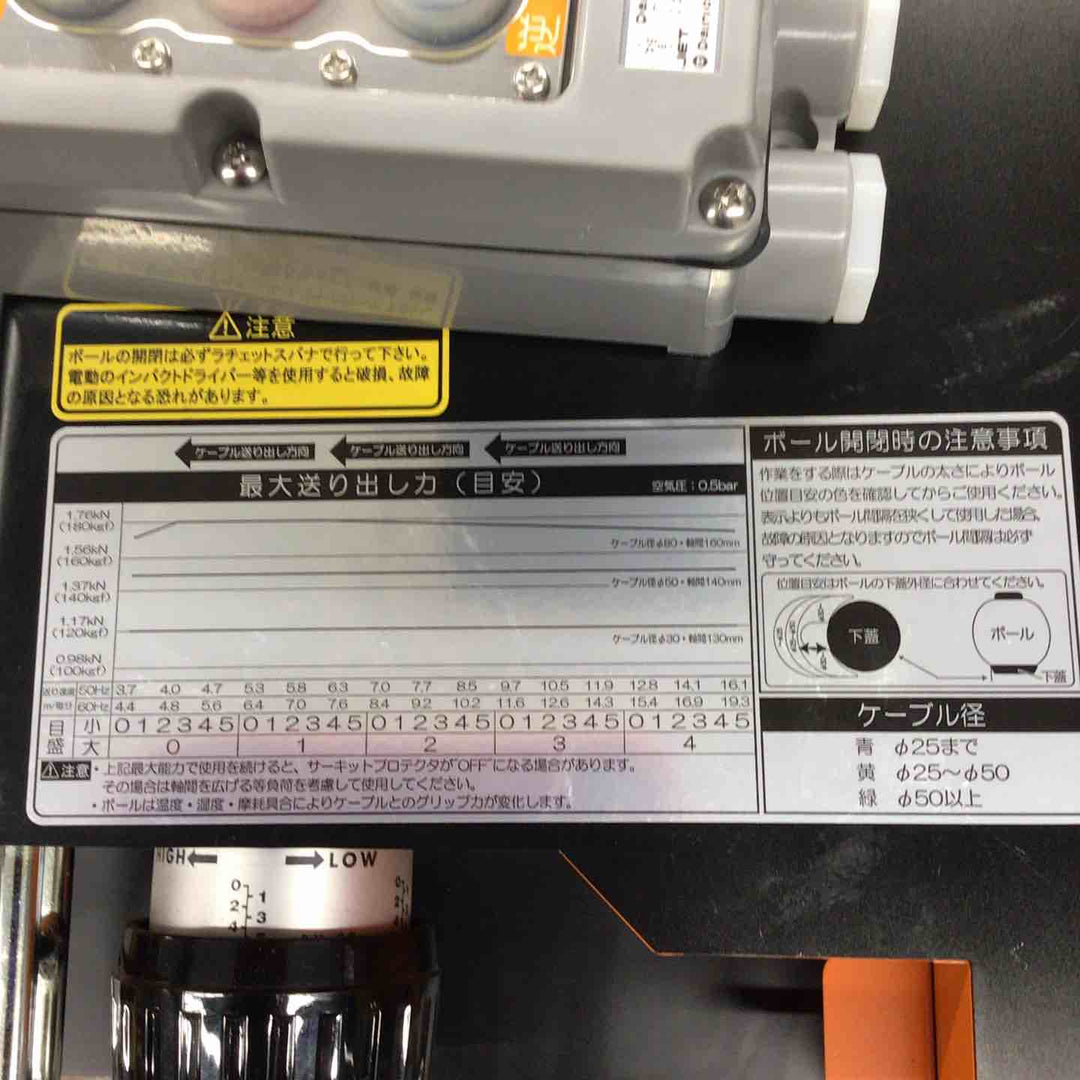 逆
JET
注意
ボールの開閉は必ずラチェットスパナで行って下さい。
電動のインパクトドライバー等を使用すると破損、故障
の原因となる恐れがあります。
ケーブル送り出し方向 ケーブル送り出し方向 ケーブル送り出し方向
最大送り出し力（目安） 空気圧：0.5bar
1.76kN
(180kgf)
ケーブル径φ80・軸間160mm
1.56kN
(160kgf)
ケーブル径φ50・軸間140mm
1.37kN
(140kgf)
1.17kN
(120kgf)
ケーブル径φ30・軸間130mm
0.98kN
(100kgf)
送り速度 50Hz 3.7 4.0 4.7 5.3 5.8 6.3 7.0 7.7 8.5 9.7 10.5 11.9 12.8 14.1 16.1
m/毎分 60Hz 4.4 4.8 5.6 6.4 7.0 7.6 8.4 9.2 10.2 11.6 12.6 14.3 15.4 16.9 19.3
目盛 小 0 1 2 3 4 5 0 1 2 3 4 5 0 1 2 3 4 5 0 1 2 3 4 5 0 1 2 3 4 5
大 0 1 2 3 4
注意 ・上記最大能力で使用を続けると、サーキットプロテクタが"OFF"になる場合があります。
その場合は軸間を広げる等負荷を考慮して使用してください。
・ボールは温度・湿度・摩耗具合によりケーブルとのグリップ力が変化します。
ボール開閉時の注意事項
作業をする際はケーブルの太さによりボール
位置目安の色を確認してからご使用ください。
表示よりもボール間隔を狭くして使用した場合、
故障の原因となりますのでボール間隔は必ず
守ってください。
位置目安はボールの下蓋外径に合わせてください。
下蓋
ボール
下蓋
ケーブル径
青 φ25まで
黄 φ25～φ50
緑 φ50以上
HIGH LOW
0 1
2 3
4